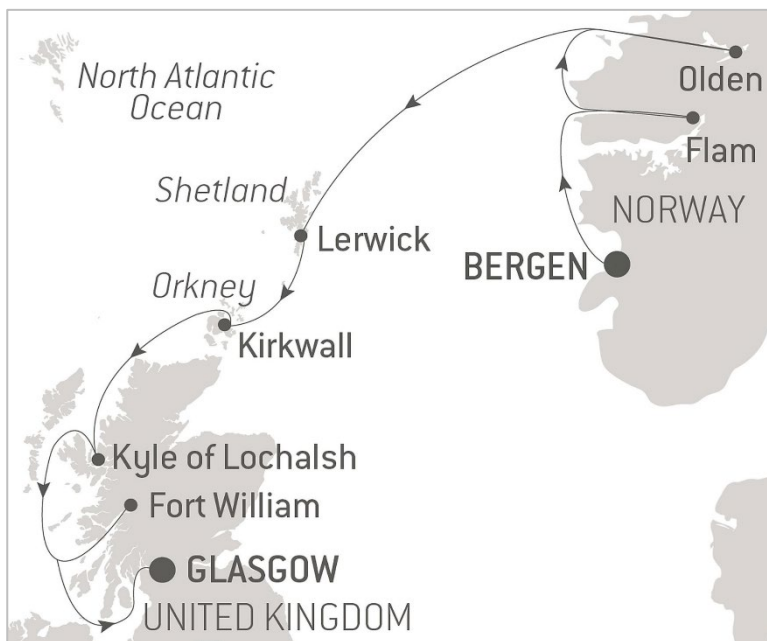 North Atlantic
Ocean
Olden
Flam
Shetland
NORWAY
Lerwick
BERGEN
Orkney
Kirkwall
Kyle of Lochalsh
Fort William
GLASGOW
UNITED KINGDOM